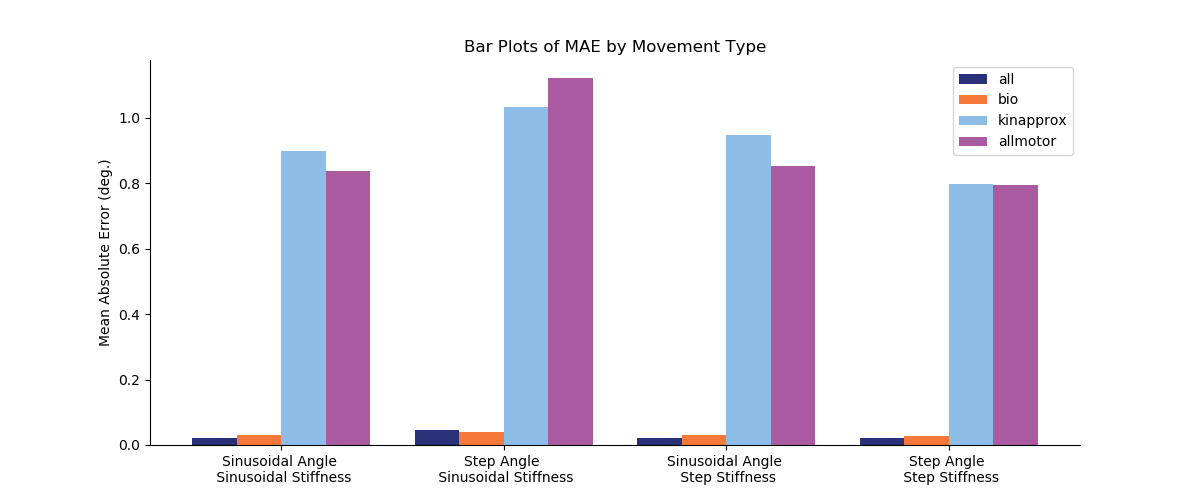 Bar Plots of MAE by Movement Type
all
bio
kinapprox
allmotor
Mean Absolute Error (deg.)
1.0
0.8
0.6
0.4
0.2
0.0
Sinusoidal Angle
Sinusoidal Stiffness
Step Angle
Sinusoidal Stiffness
Sinusoidal Angle
Step Stiffness
Step Angle
Step Stiffness